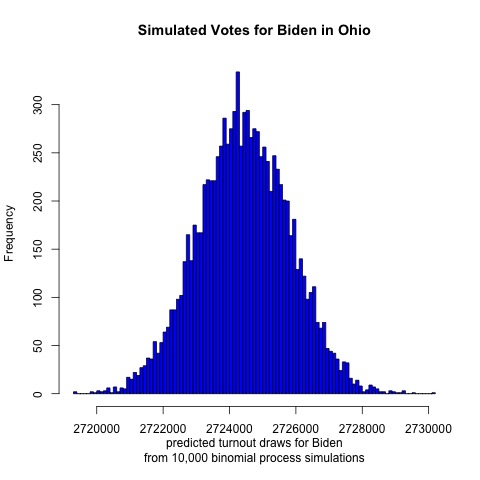 Simulated Votes for Biden in Ohio
Frequency
300
250
200
150
100
50
0
2720000 2722000 2724000 2726000 2728000 2730000
predicted turnout draws for Biden
from 10,000 binomial process simulations